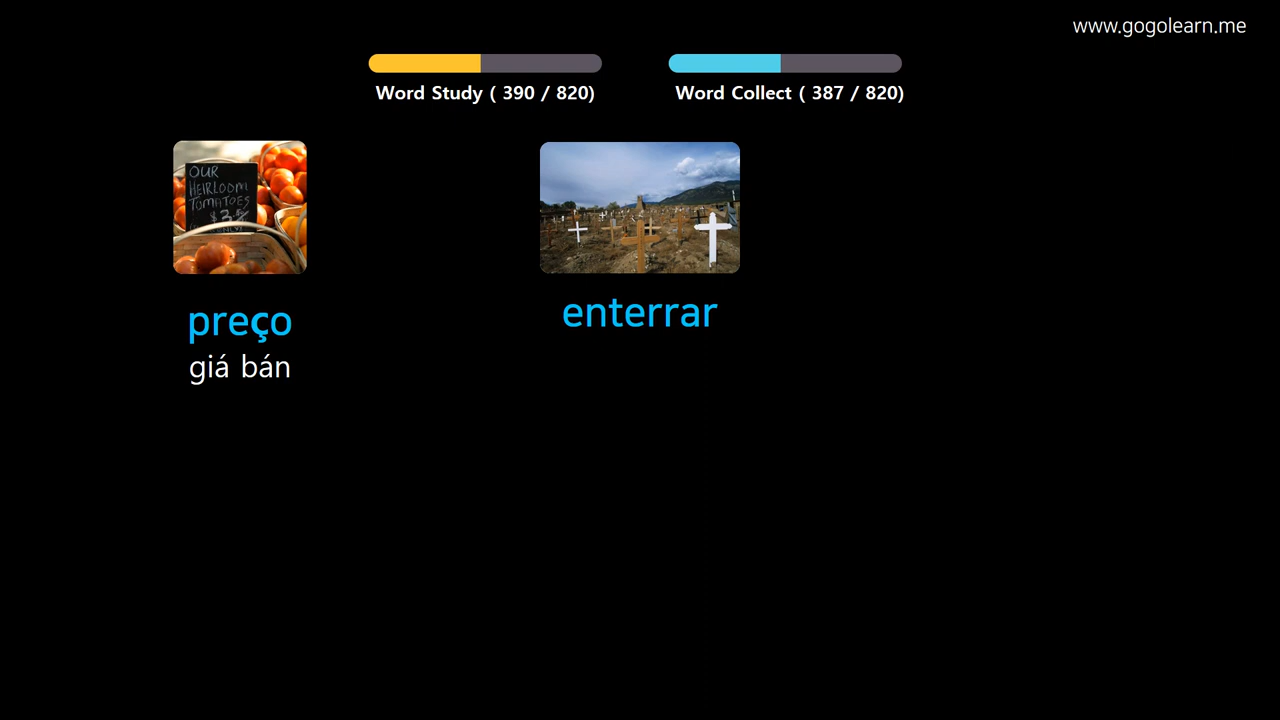 www.gogolearn.me
Word Study ( 390 / 820)
Word Collect ( 387 / 820)
OUR
HEIRLOOM
TOMATOES
preço
giá bán
enterrar